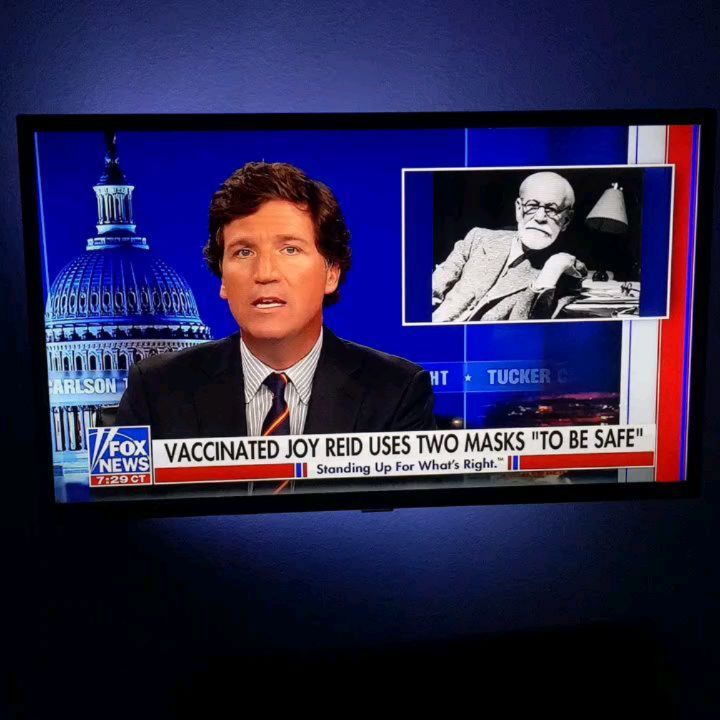 ARLSON T
HT ★ TUCKER C
FOX
NEWS
7:29 CT
VACCINATED JOY REID USES TWO MASKS "TO BE SAFE"
Standing Up For What's Right.™